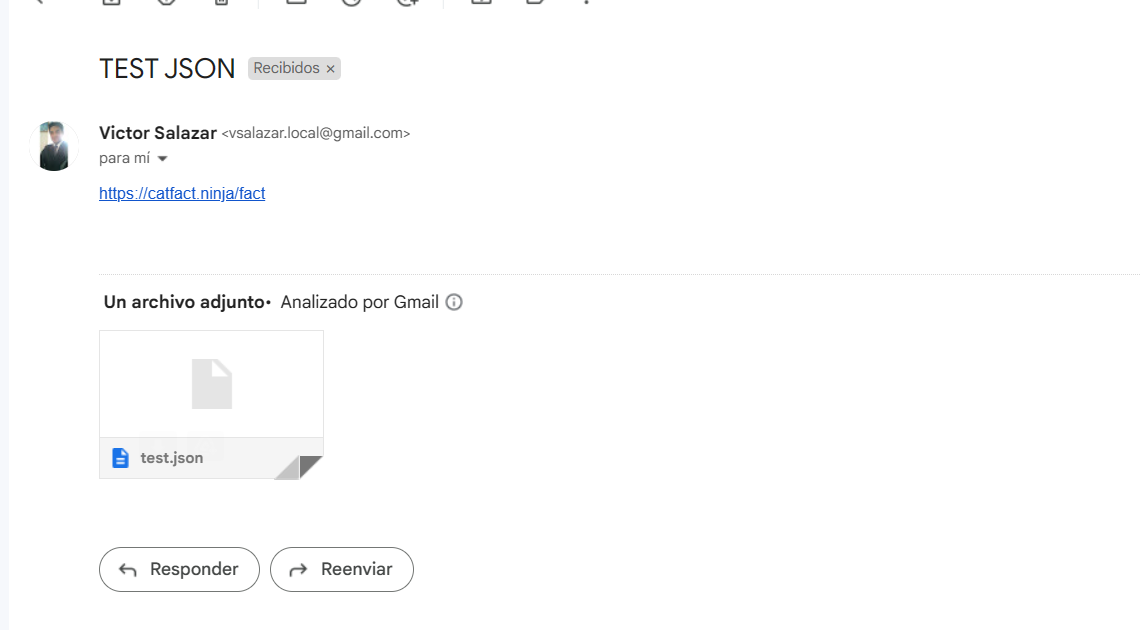 TEST JSON Recibidos ×
Victor Salazar <vsalazar.local@gmail.com>
para mí
https://catfact.ninja/fact
Un archivo adjunto• Analizado por Gmail
test.json
Responder Reenviar